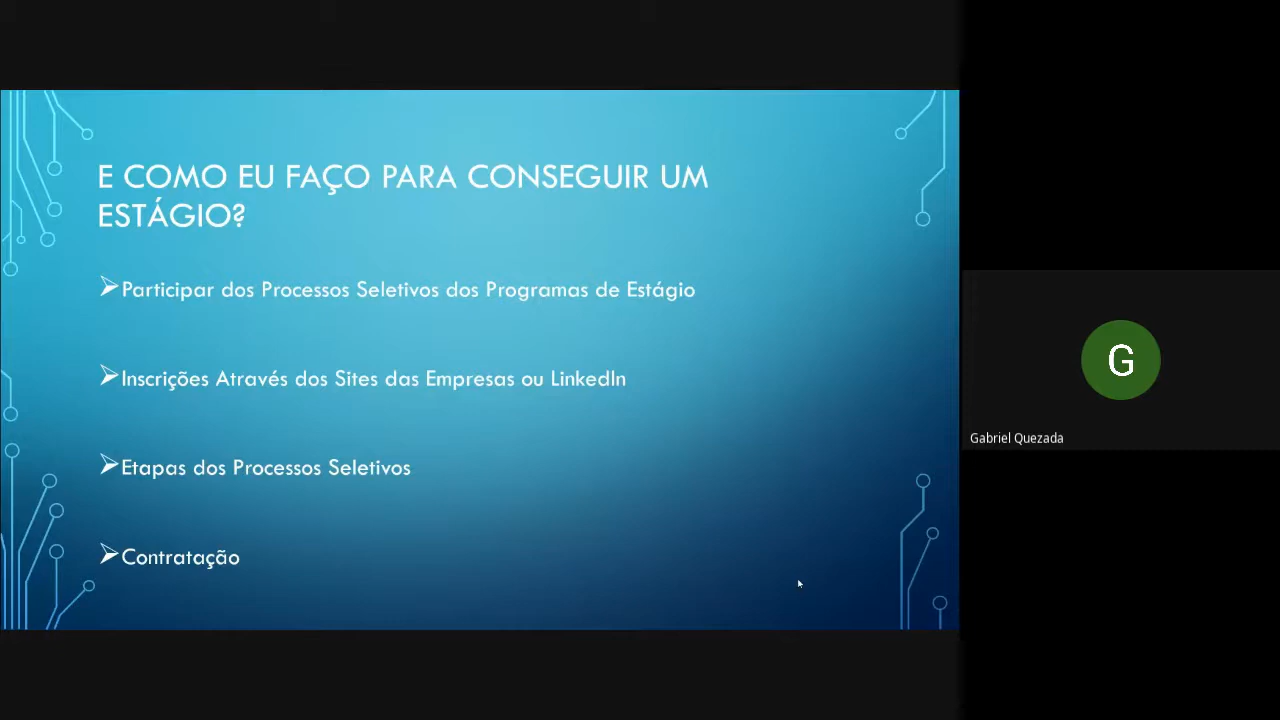 E COMO EU FAÇO PARA CONSEGUIR UM
ESTÁGIO?
Participar dos Processos Seletivos dos Programas de Estágio
Inscrições Através dos Sites das Empresas ou LinkedIn
Etapas dos Processos Seletivos
Contratação
G
Gabriel Quezada